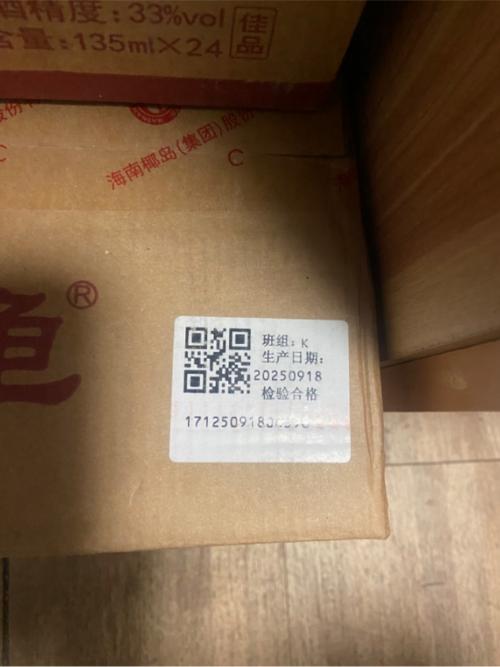 酒精度: 33%vol
含量: 135ml×24
佳品
海南椰岛(集团)股份
C
®
班组: K
生产日期:
20250918
检验合格